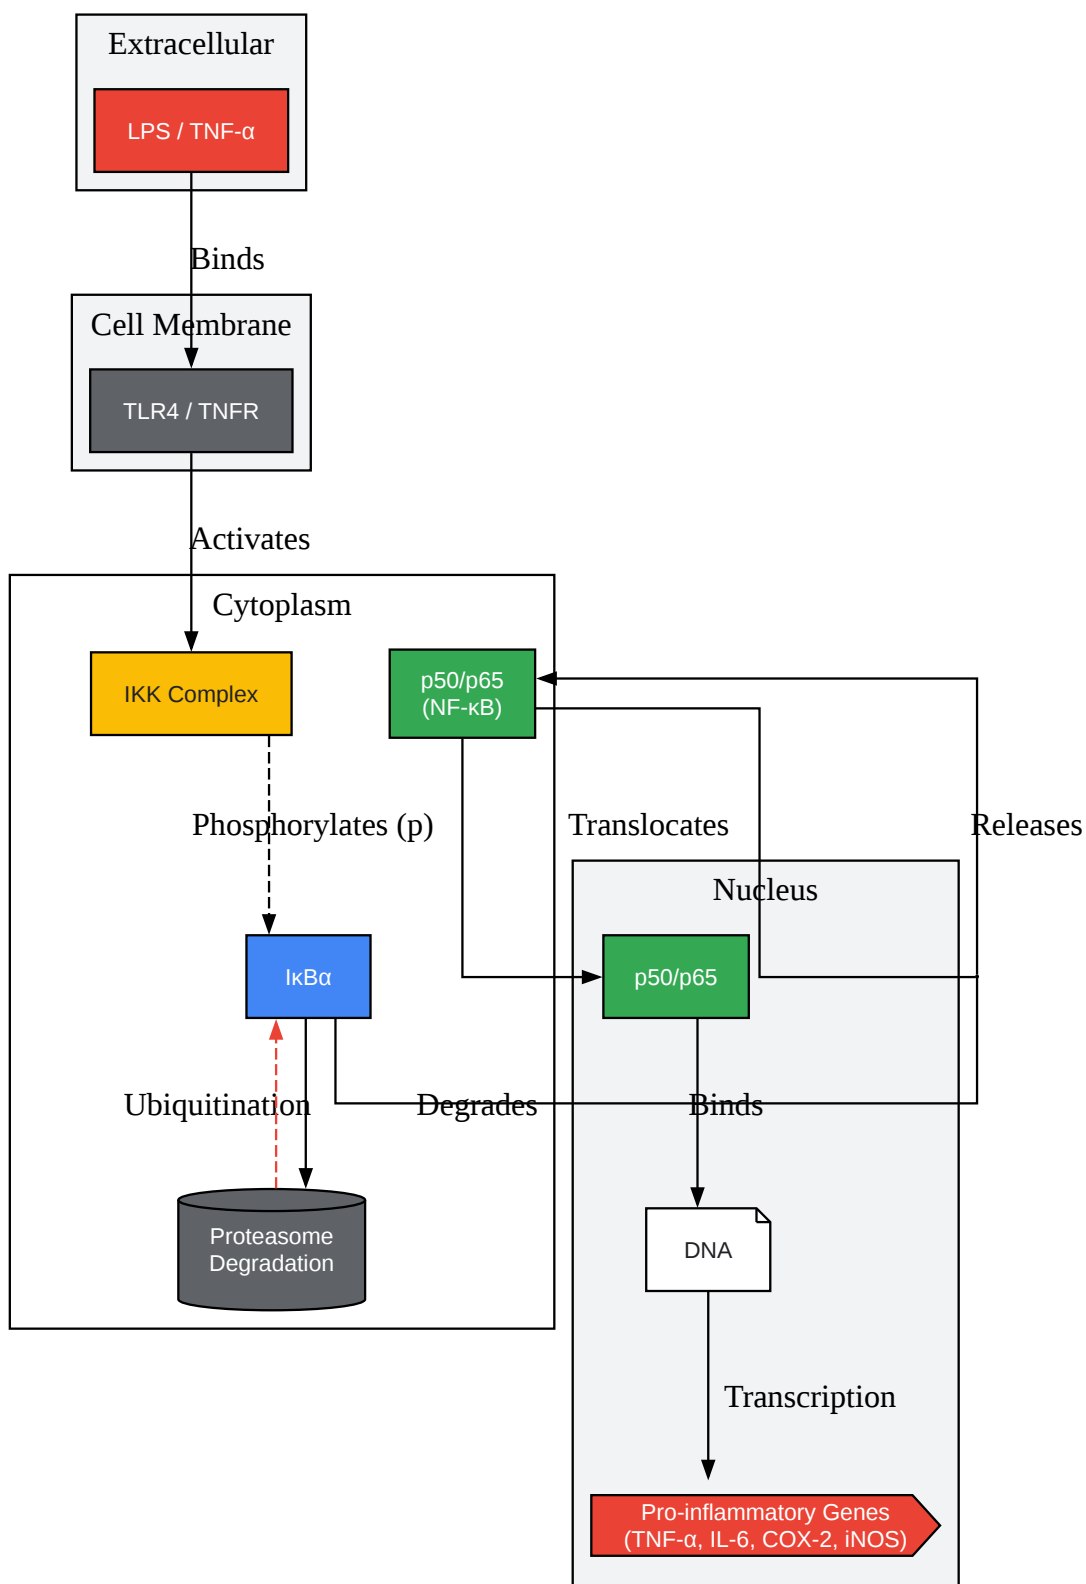 Extracellular
LPS / TNF-α
Binds
Cell Membrane
TLR4 / TNFR
Activates
Cytoplasm
IKK Complex
p50/p65
(NF-κB)
Phosphorylates (p)
Translocates
Releases
Nucleus
IκBα
p50/p65
Ubiquitination
Degrades
Binds
Proteasome
Degradation
DNA
Transcription
Pro-inflammatory Genes
(TNF-α, IL-6, COX-2, iNOS)